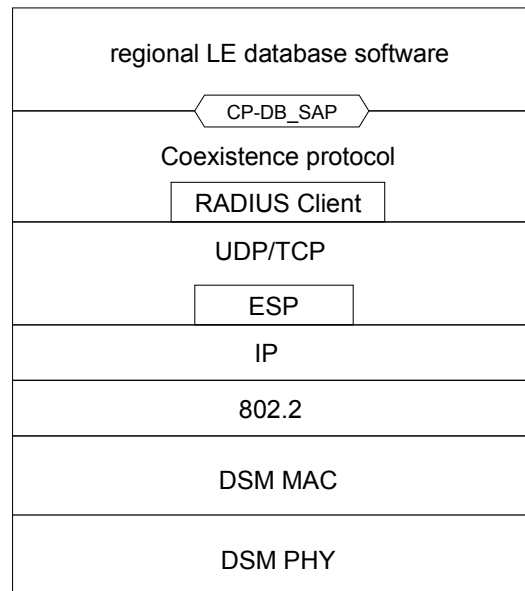 regional LE database software
CP-DB_SAP
Coexistence protocol
RADIUS Client
UDP/TCP
ESP
IP
802.2
DSM MAC
DSM PHY